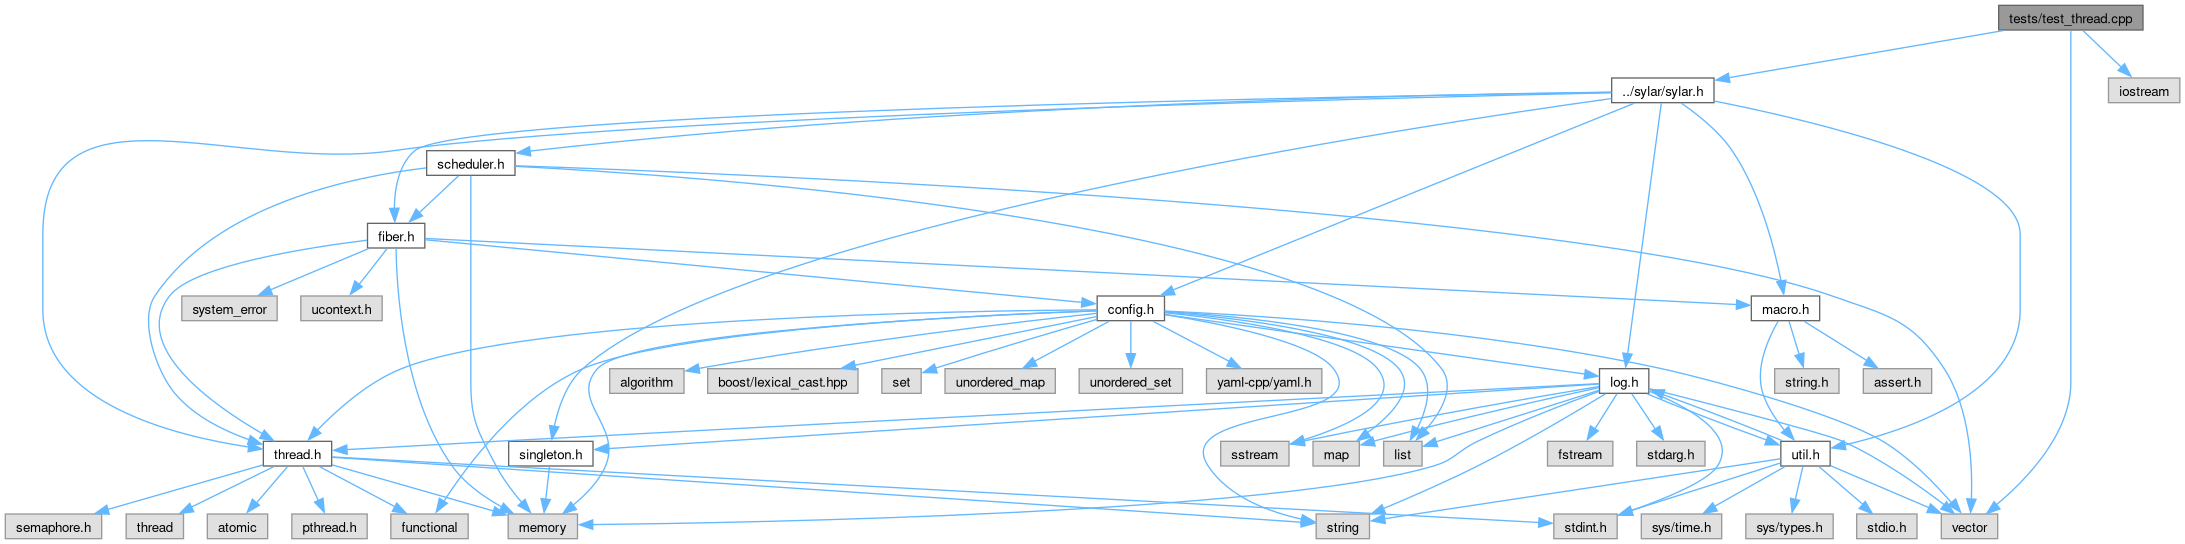 tests/test_thread.cpp
../sylar/sylar.h
iostream
scheduler.h
fiber.h
system_error
ucontext.h
config.h
macro.h
algorithm
boost/lexical_cast.hpp
set
unordered_map
unordered_set
yaml-cpp/yaml.h
log.h
string.h
assert.h
thread.h
singleton.h
sstream
map
list
fstream
stdarg.h
util.h
semaphore.h
thread
atomic
pthread.h
functional
memory
string
stdint.h
sys/time.h
sys/types.h
stdio.h
vector